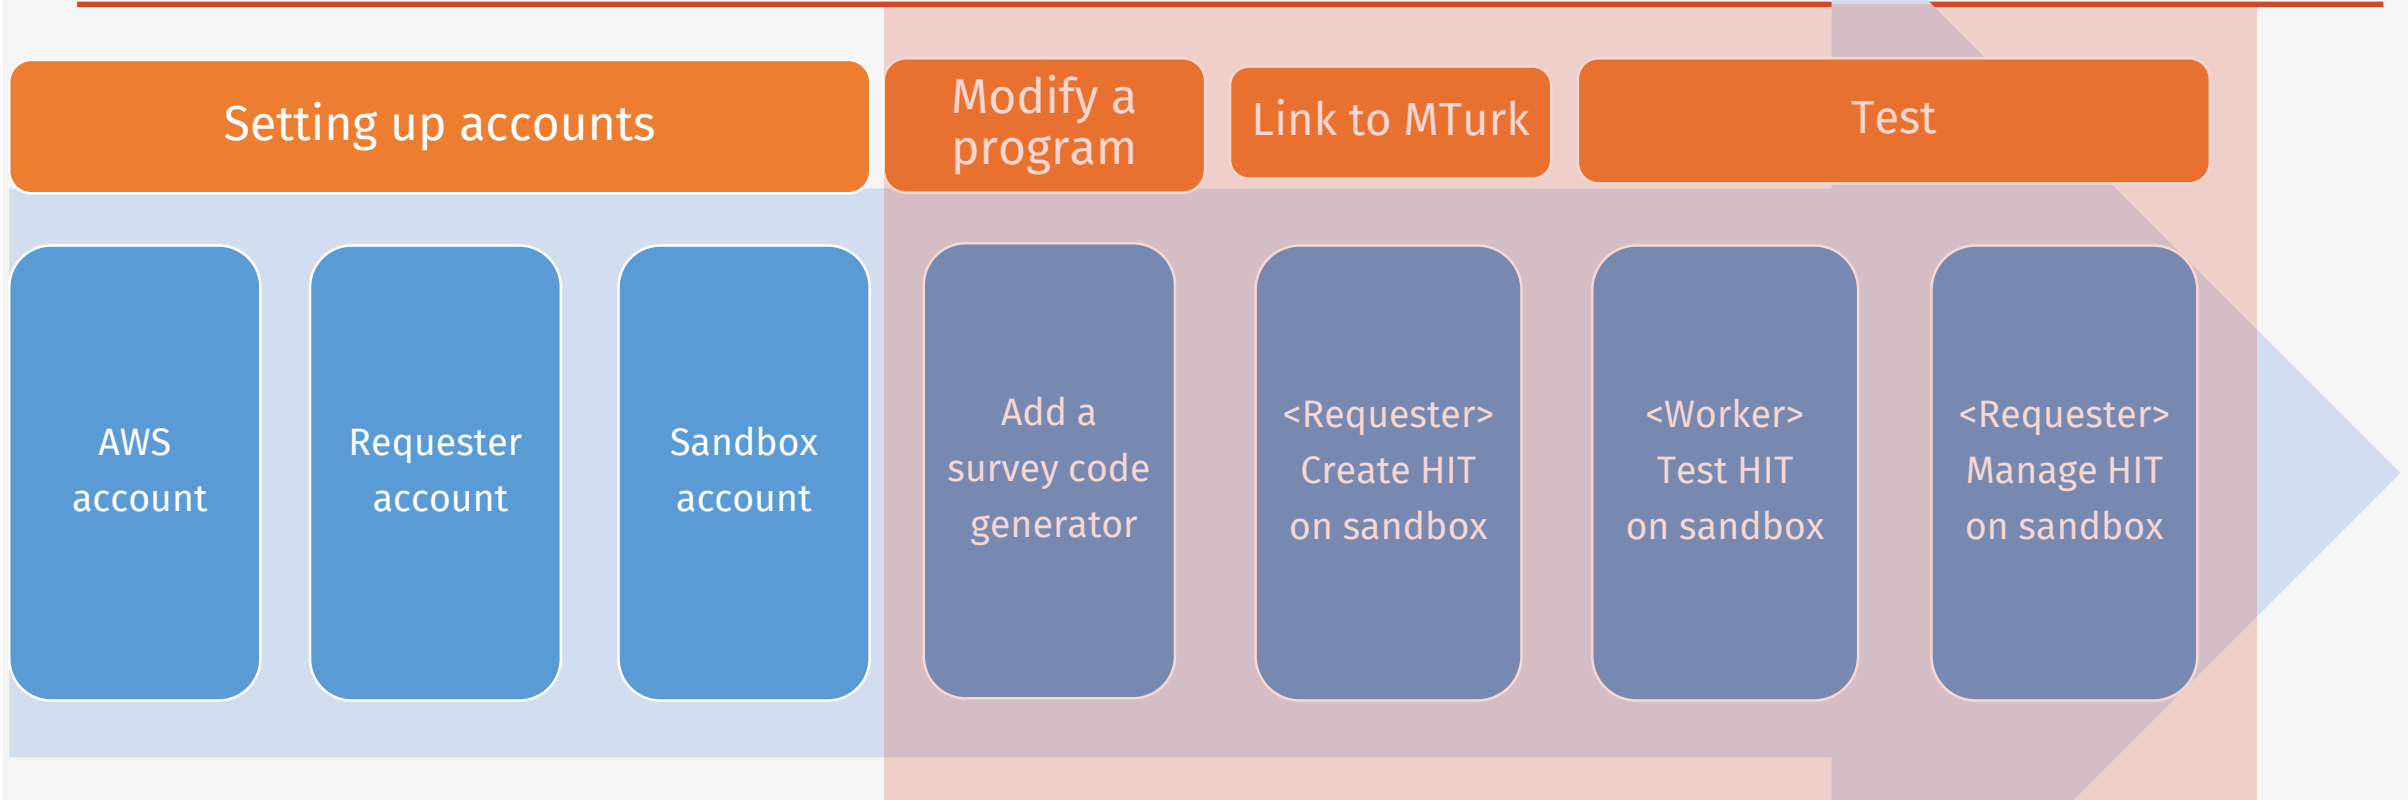 Setting up accounts
Modify a
program
Link to MTurk
Test
AWS
account
Requester
account
Sandbox
account
Add a
survey code
generator
<Requester>
Create HIT
on sandbox
<Worker>
Test HIT
on sandbox
<Requester>
Manage HIT
on sandbox